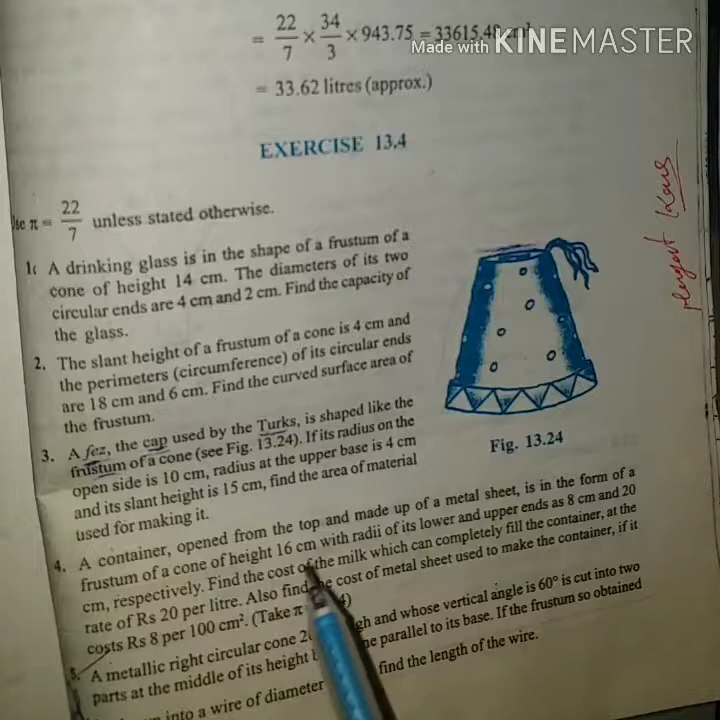 = 22/7 × 34/3 × 943.75 = 33615.48 cm³
Made with KINEMASTER
= 33.62 litres (approx.)
EXERCISE 13.4
π = 22/7 unless stated otherwise.
1. A drinking glass is in the shape of a frustum of a
cone of height 14 cm. The diameters of its two
circular ends are 4 cm and 2 cm. Find the capacity of
the glass.
2. The slant height of a frustum of a cone is 4 cm and
the perimeters (circumference) of its circular ends
are 18 cm and 6 cm. Find the curved surface area of
the frustum.
3. A fez, the cap used by the Turks, is shaped like the
frustum of a cone (see Fig. 13.24). If its radius on the
open side is 10 cm, radius at the upper base is 4 cm
and its slant height is 15 cm, find the area of material
used for making it.
Fig. 13.24
4. A container, opened from the top and made up of a metal sheet, is in the form of a
frustum of a cone of height 16 cm with radii of its lower and upper ends as 8 cm and 20
cm, respectively. Find the cost of the milk which can completely fill the container, at the
rate of Rs 20 per litre. Also find the cost of metal sheet used to make the container, if it
costs Rs 8 per 100 cm². (Take π 4)
5. A metallic right circular cone and whose vertical angle is 60° is cut into two
parts at the middle of its height parallel to its base. If the frustum so obtained
into a wire of diameter find the length of the wire.